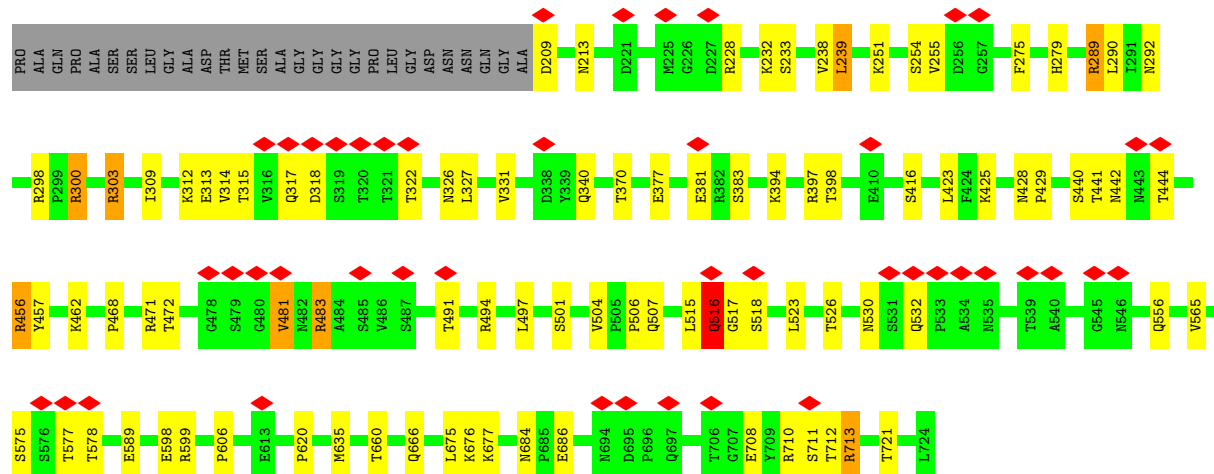 PRO ALA GLN PRO ALA SER SER LEU GLY ALA ASP THR MET SER ALA GLY GLY GLY GLY PRO LEU GLY ASP ASN ASN GLN GLY ALA D209 N213 D221 M225 G226 D227 R228 K232 S233 V238 L239 K251 S254 V255 D256 G257 F275 H279 R289 L290 I291 N292
R298 P299 R300 R303 I309 K312 E313 V314 T315 V316 Q317 D318 S319 T320 T321 T322 N326 L327 V331 D338 Y339 Q340 T370 E377 E381 R382 S383 K394 R397 T398 E410 S416 L423 F424 K425 N428 P429 S440 T441 N442 N443 T444
R456 Y457 K462 P468 R471 T472 G478 S479 G480 V481 N482 R483 A484 S485 V486 S487 T491 R494 L497 S501 V504 P505 P506 Q507 L515 Q516 G517 S518 L523 T526 N530 S531 Q532 P533 A534 N535 T539 A540 G545 N546 Q556 V565
S575 S576 T577 T578 E589 E598 R599 P606 E613 P620 M635 T660 Q666 L675 K676 K677 N684 P685 E686 N694 D695 P696 Q697 T706 G707 E708 Y709 R710 S711 T712 R713 T721 L724